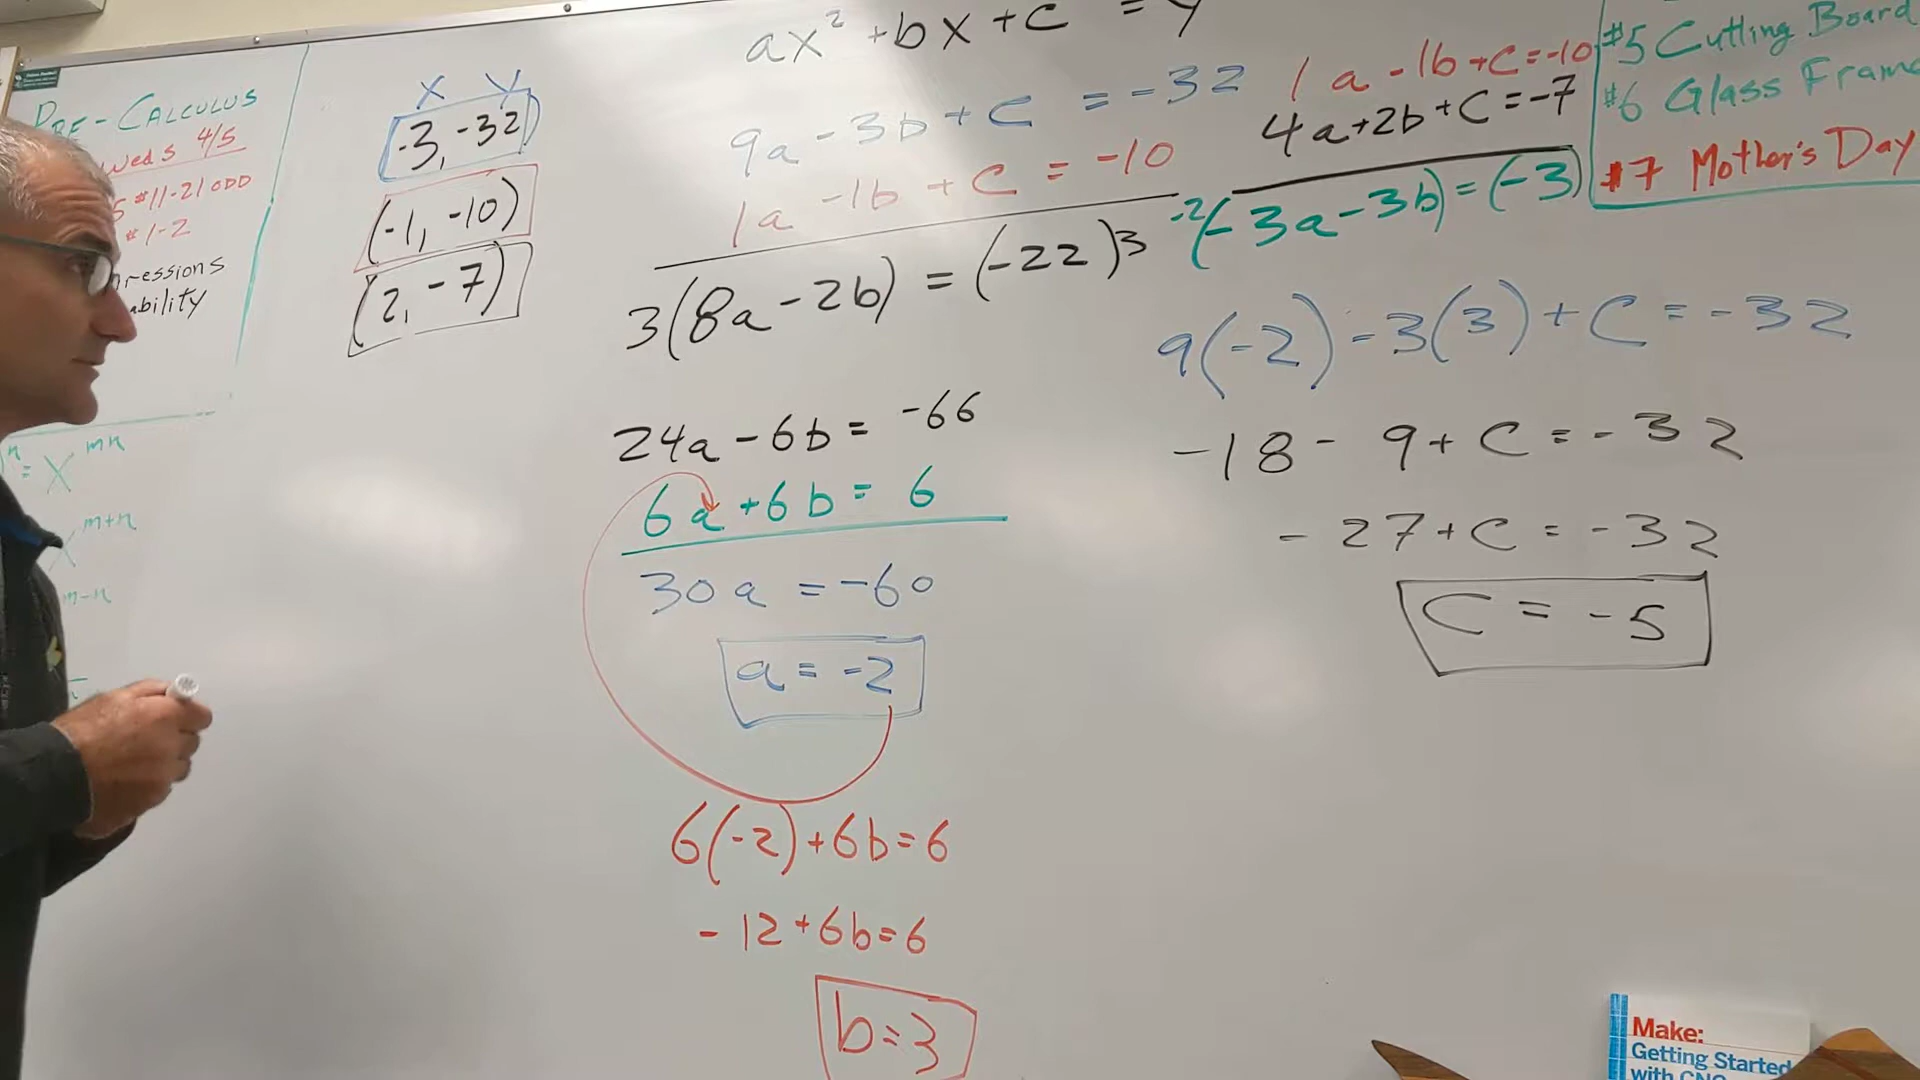 PRE-CALCULUS
Wed s 4/5
#11-21 ODD
#1-2
ressions
ability
= x^mn
x^m+n
m-n
X Y
-3, -32)
(-1, -10)
(2, -7)
ax² + bx + c = y
9a - 3b + c = -32
1a - 1b + c = -10
3(8a - 2b) = (-22)3
24a - 6b = -66
6a + 6b = 6
30a = -60
a = -2
6(-2) + 6b = 6
-12 + 6b = 6
b = 3
1a - 1b + c = -10
4a + 2b + c = -7
-2(-3a - 3b) = (-3)
9(-2) - 3(3) + c = -32
-18 - 9 + c = -32
-27 + c = -32
c = -5
#5 Cutting Board
#6 Glass Frame
#7 Mother's Day
Make:
Getting Started
with CNC